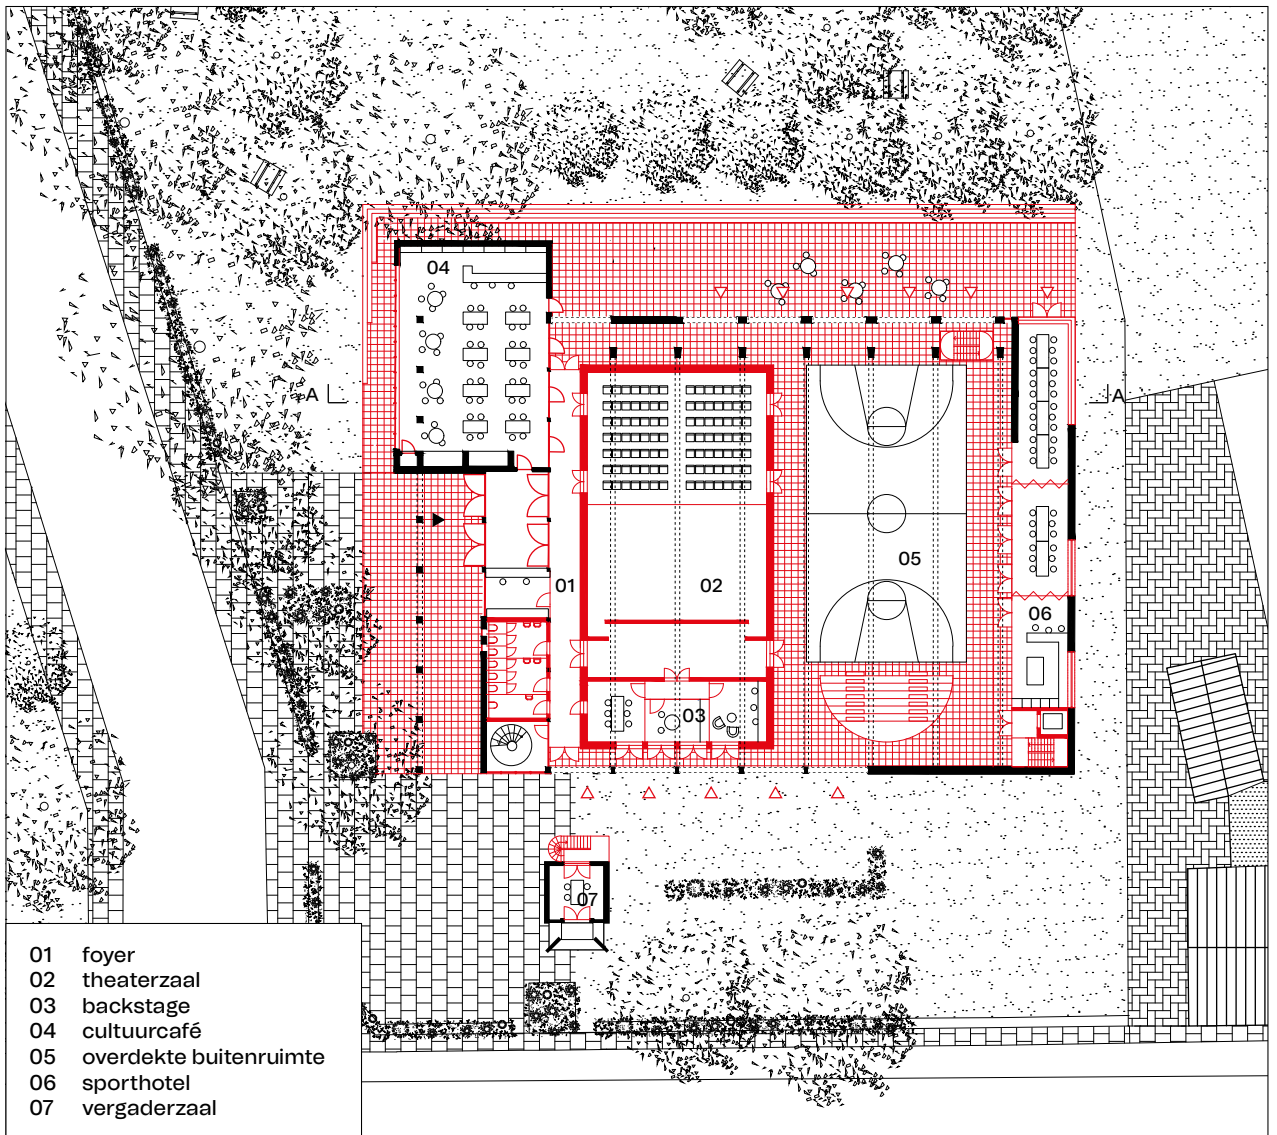 04
A
A
05
01
02
06
03
07
01 foyer
02 theaterzaal
03 backstage
04 cultuurcafé
05 overdekte buitenruimte
06 sporthotel
07 vergaderzaal